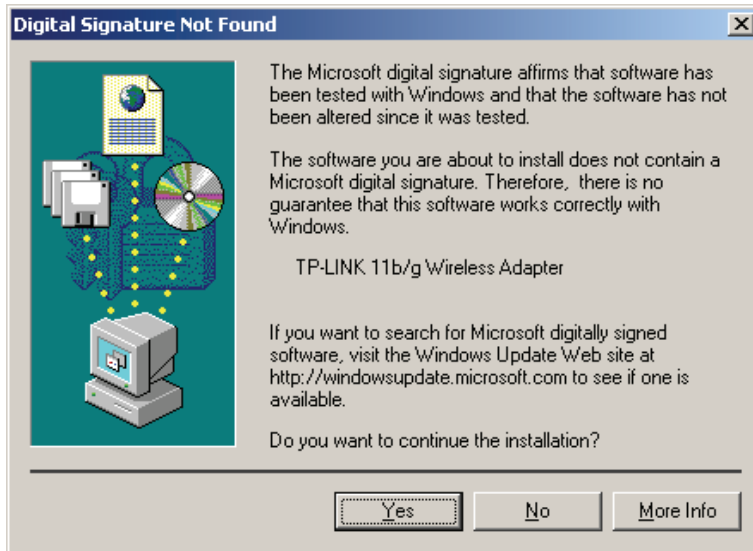 Digital Signature Not Found
The Microsoft digital signature affirms that software has
been tested with Windows and that the software has not
been altered since it was tested.
The software you are about to install does not contain a
Microsoft digital signature. Therefore,  there is no
guarantee that this software works correctly with
Windows.
TP-LINK 11b/g Wireless Adapter
If you want to search for Microsoft digitally signed
software, visit the Windows Update Web site at
http://windowsupdate.microsoft.com to see if one is
available.
Do you want to continue the installation?
Yes No More Info